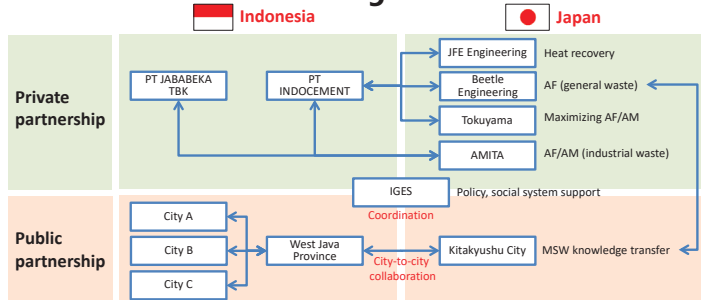 Indonesia
Japan
Private
partnership
PT JABABEKA
TBK
PT
INDOCEMENT
JFE Engineering
Heat recovery
Beetle
Engineering
AF (general waste)
Tokuyama
Maximizing AF/AM
AMITA
AF/AM (industrial waste)
IGES
Policy, social system support
Coordination
Public
partnership
City A
City B
City C
West Java
Province
City-to-city
collaboration
Kitakyushu City
MSW knowledge transfer